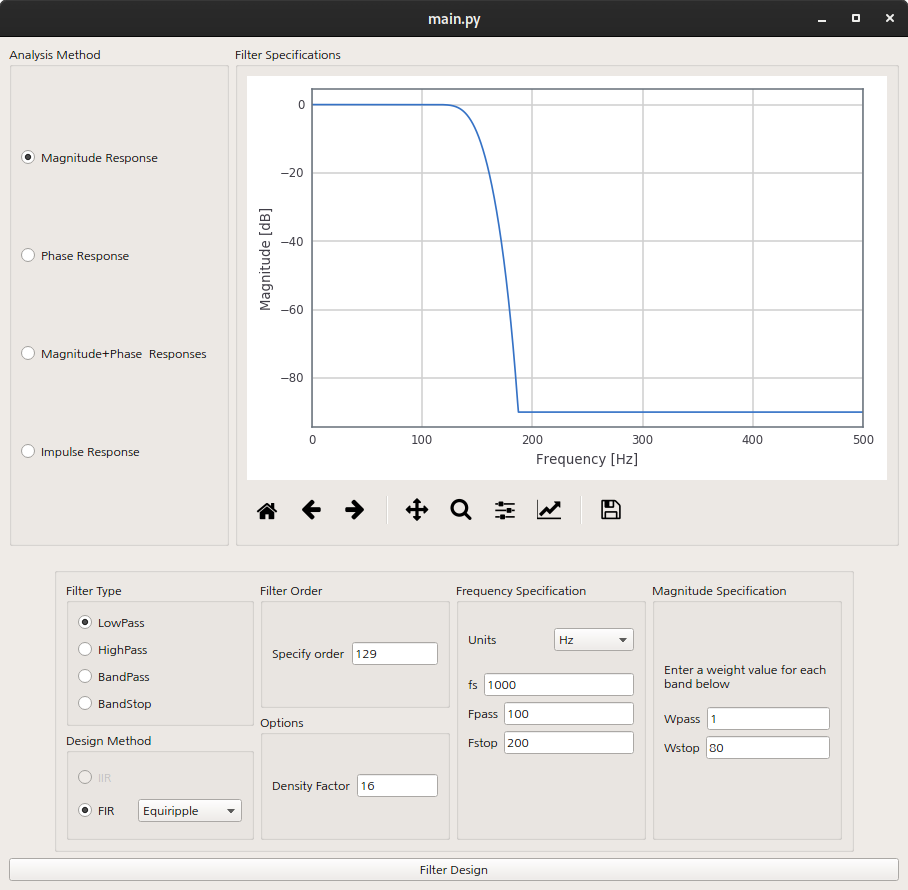 main.py
Analysis Method
Magnitude Response
Phase Response
Magnitude+Phase  Responses
Impulse Response
Filter Specifications
0
−20
−40
−60
−80
Magnitude [dB]
0 100 200 300 400 500
Frequency [Hz]
Filter Type
LowPass
HighPass
BandPass
BandStop
Design Method
IIR
FIR Equiripple
Filter Order
Specify order 129
Options
Density Factor 16
Frequency Specification
Units Hz
fs 1000
Fpass 100
Fstop 200
Magnitude Specification
Enter a weight value for each
band below
Wpass 1
Wstop 80
Filter Design